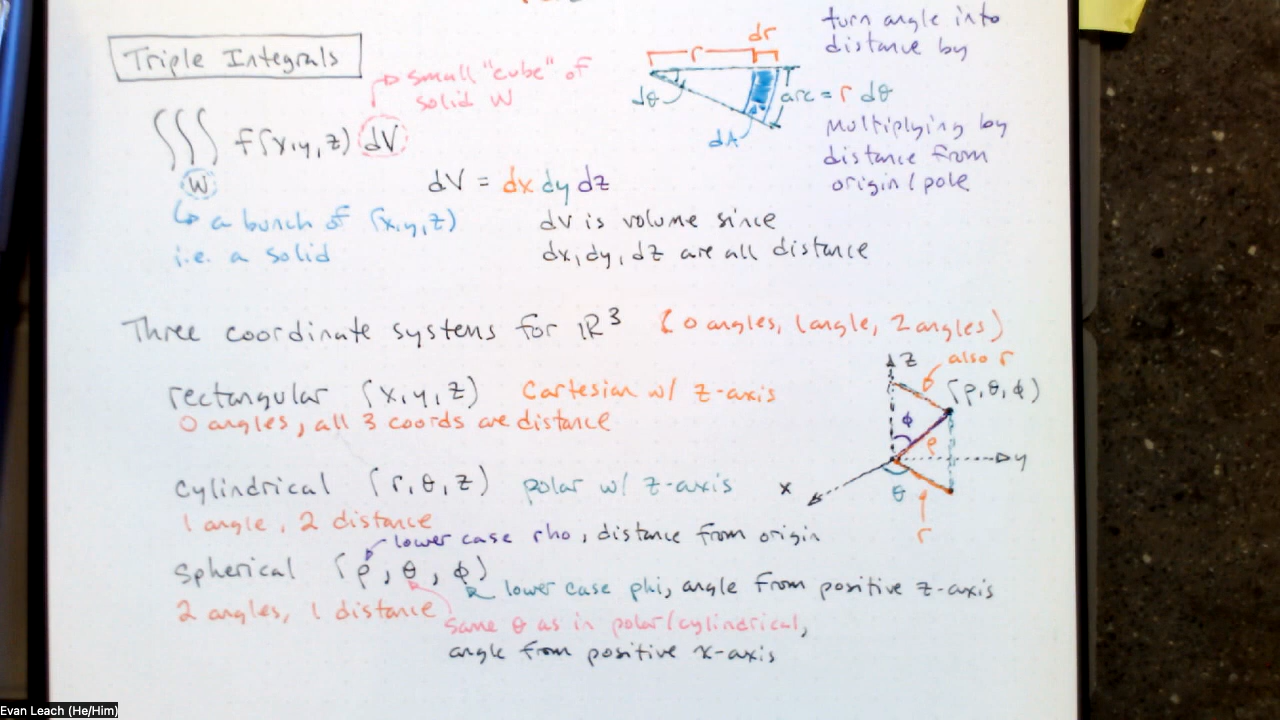 Triple Integrals
small "cube" of
solid W
∭ f(x,y,z) dV
W
a bunch of (x,y,z)
i.e. a solid
dV = dx dy dz
dV is volume since
dx, dy, dz are all distance
r
dr
dθ
dA
arc = r dθ
turn angle into
distance by
Multiplying by
distance from
origin/pole
Three coordinate systems for ℝ³ (0 angles, 1 angle, 2 angles)
rectangular (x,y,z) Cartesian w/ z-axis
0 angles, all 3 coords are distance
cylindrical (r,θ,z) polar w/ z-axis
1 angle, 2 distance
lower case rho, distance from origin
spherical (ρ, θ, φ)
lower case phi, angle from positive z-axis
2 angles, 1 distance
same θ as in polar/cylindrical,
angle from positive x-axis
z
also r
(ρ, θ, φ)
φ
ρ
y
x
θ
r
Evan Leach (He/Him)